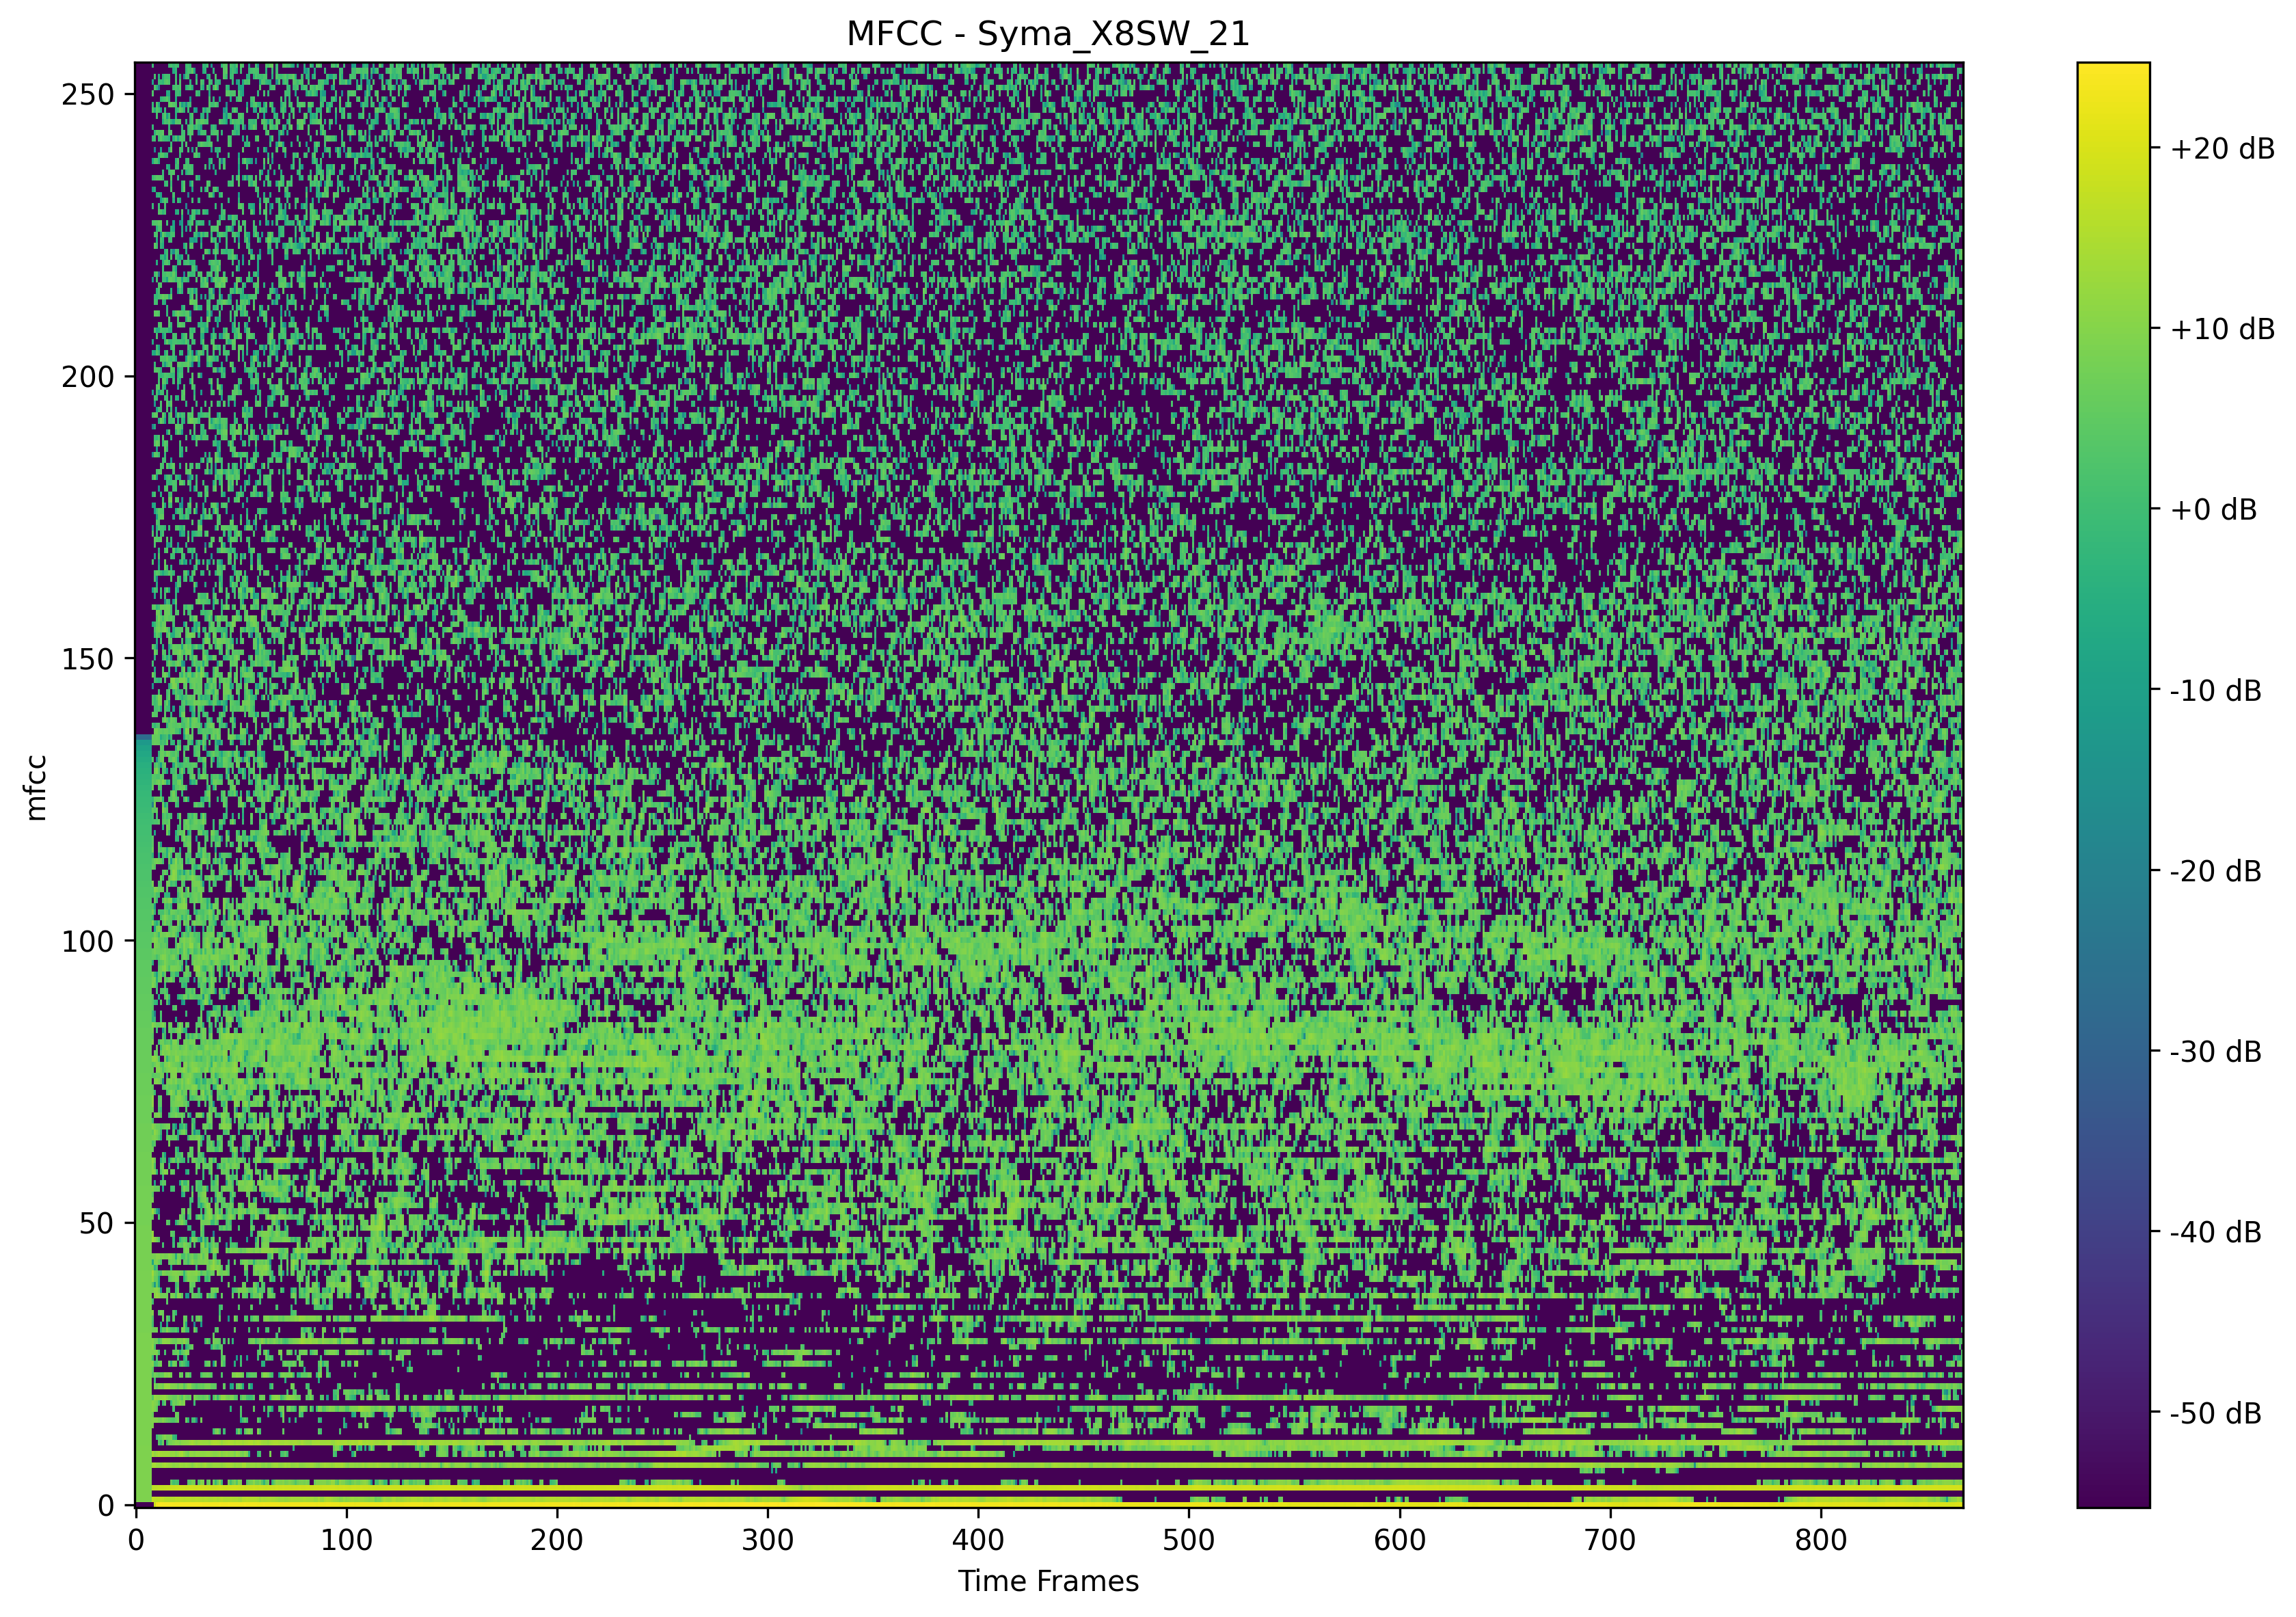 MFCC - Syma_X8SW_21
250
200
150
100
50
0
mfcc
0 100 200 300 400 500 600 700 800
Time Frames
+20 dB
+10 dB
+0 dB
-10 dB
-20 dB
-30 dB
-40 dB
-50 dB